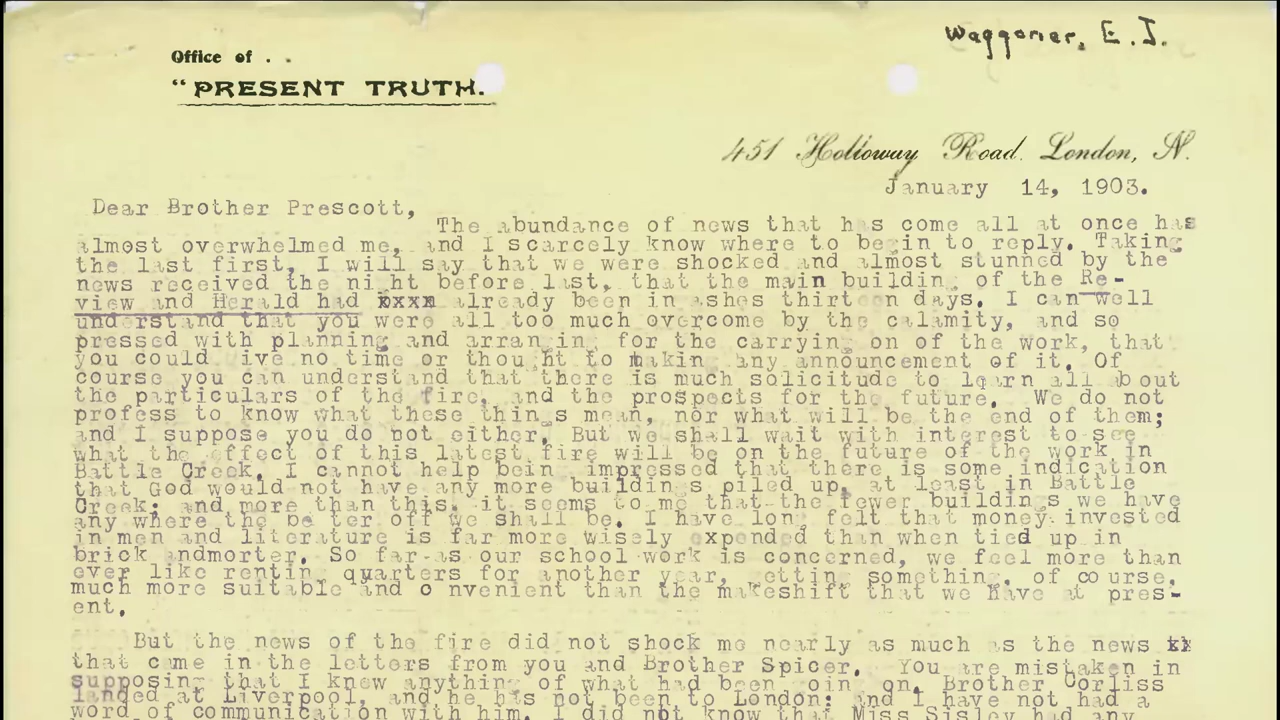 Waggoner, E.J.
Office of . .
"PRESENT TRUTH.
451 Holloway Road. London, N.
January 14, 1903.
Dear Brother Prescott,
The abundance of news that has come all at once has
almost overwhelmed me, and I scarcely know where to begin to reply. Taking
the last first, I will say that we were shocked and almost stunned by the
news received the night before last, that the main building of the Re-
view and Herald had xxxx already been in ashes thirteen days. I can well
understand that you were all too much overcome by the calamity, and so
pressed with planning and arranging for the carrying on of the work, that
you could give no time or thought to making any announcement of it. Of
course you can understand that there is much solicitude to learn all about
the particulars of the fire, and the prospects for the future. We do not
profess to know what these things mean, nor what will be the end of them;
and I suppose you do not either. But we shall wait with interest to see
what the effect of this latest fire will be on the future of the work in
Battle Creek. I cannot help being impressed that there is some indication
that God would not have any more buildings piled up, at least in Battle
Creek; and more than this, it seems to me that the fewer buildings we have
any where the better off we shall be. I have long felt that money invested
in men and literature is far more wisely expended than when tied up in
brick andmorter. So far as our school work is concerned, we feel more than
ever like renting quarters for another year, getting something, of course,
much more suitable and convenient than the makeshift that we have at pres-
ent.
But the news of the fire did not shock me nearly as much as the news xx
that came in the letters from you and Brother Spicer. You are mistaken in
supposing that I knew anything of what had been going on. Brother Corliss
landed at Liverpool, and he has not been to London; and I have not had a
word of communication with him. I did not know that Miss Sisley had any